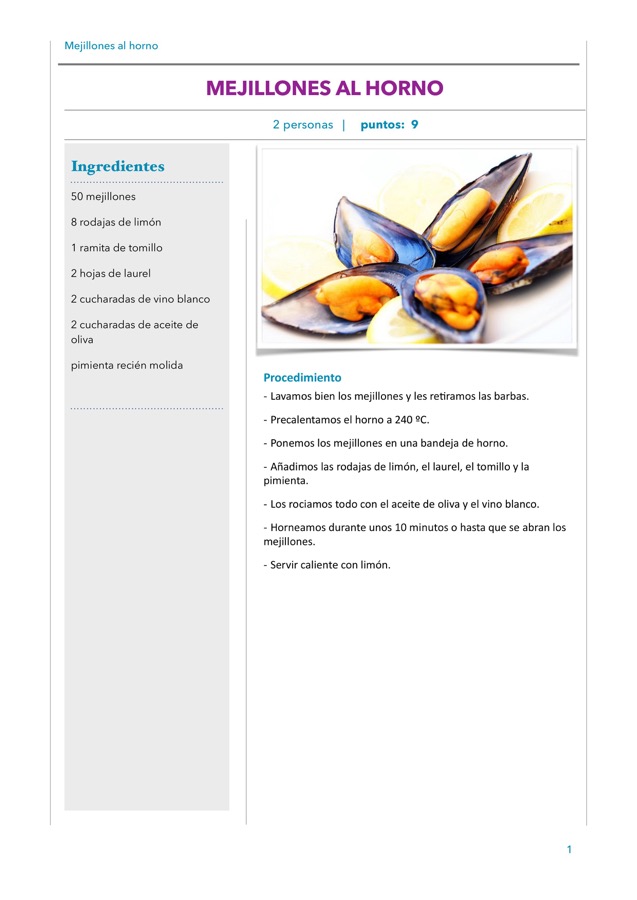 Mejillones al horno
MEJILLONES AL HORNO
2 personas | puntos: 9
Ingredientes
50 mejillones
8 rodajas de limón
1 ramita de tomillo
2 hojas de laurel
2 cucharadas de vino blanco
2 cucharadas de aceite de
oliva
pimienta recién molida
Procedimiento
- Lavamos bien los mejillones y les retiramos las barbas.
- Precalentamos el horno a 240 ºC.
- Ponemos los mejillones en una bandeja de horno.
- Añadimos las rodajas de limón, el laurel, el tomillo y la
pimienta.
- Los rociamos todo con el aceite de oliva y el vino blanco.
- Horneamos durante unos 10 minutos o hasta que se abran los
mejillones.
- Servir caliente con limón.
1